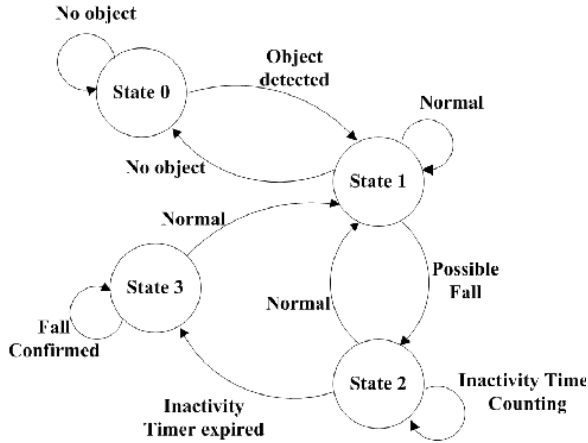 No object
Object
detected
State 0
Normal
No object
State 1
Normal
Possible
Fall
State 3
Normal
Fall
Confirmed
State 2
Inactivity Time
Counting
Inactivity
Timer expired